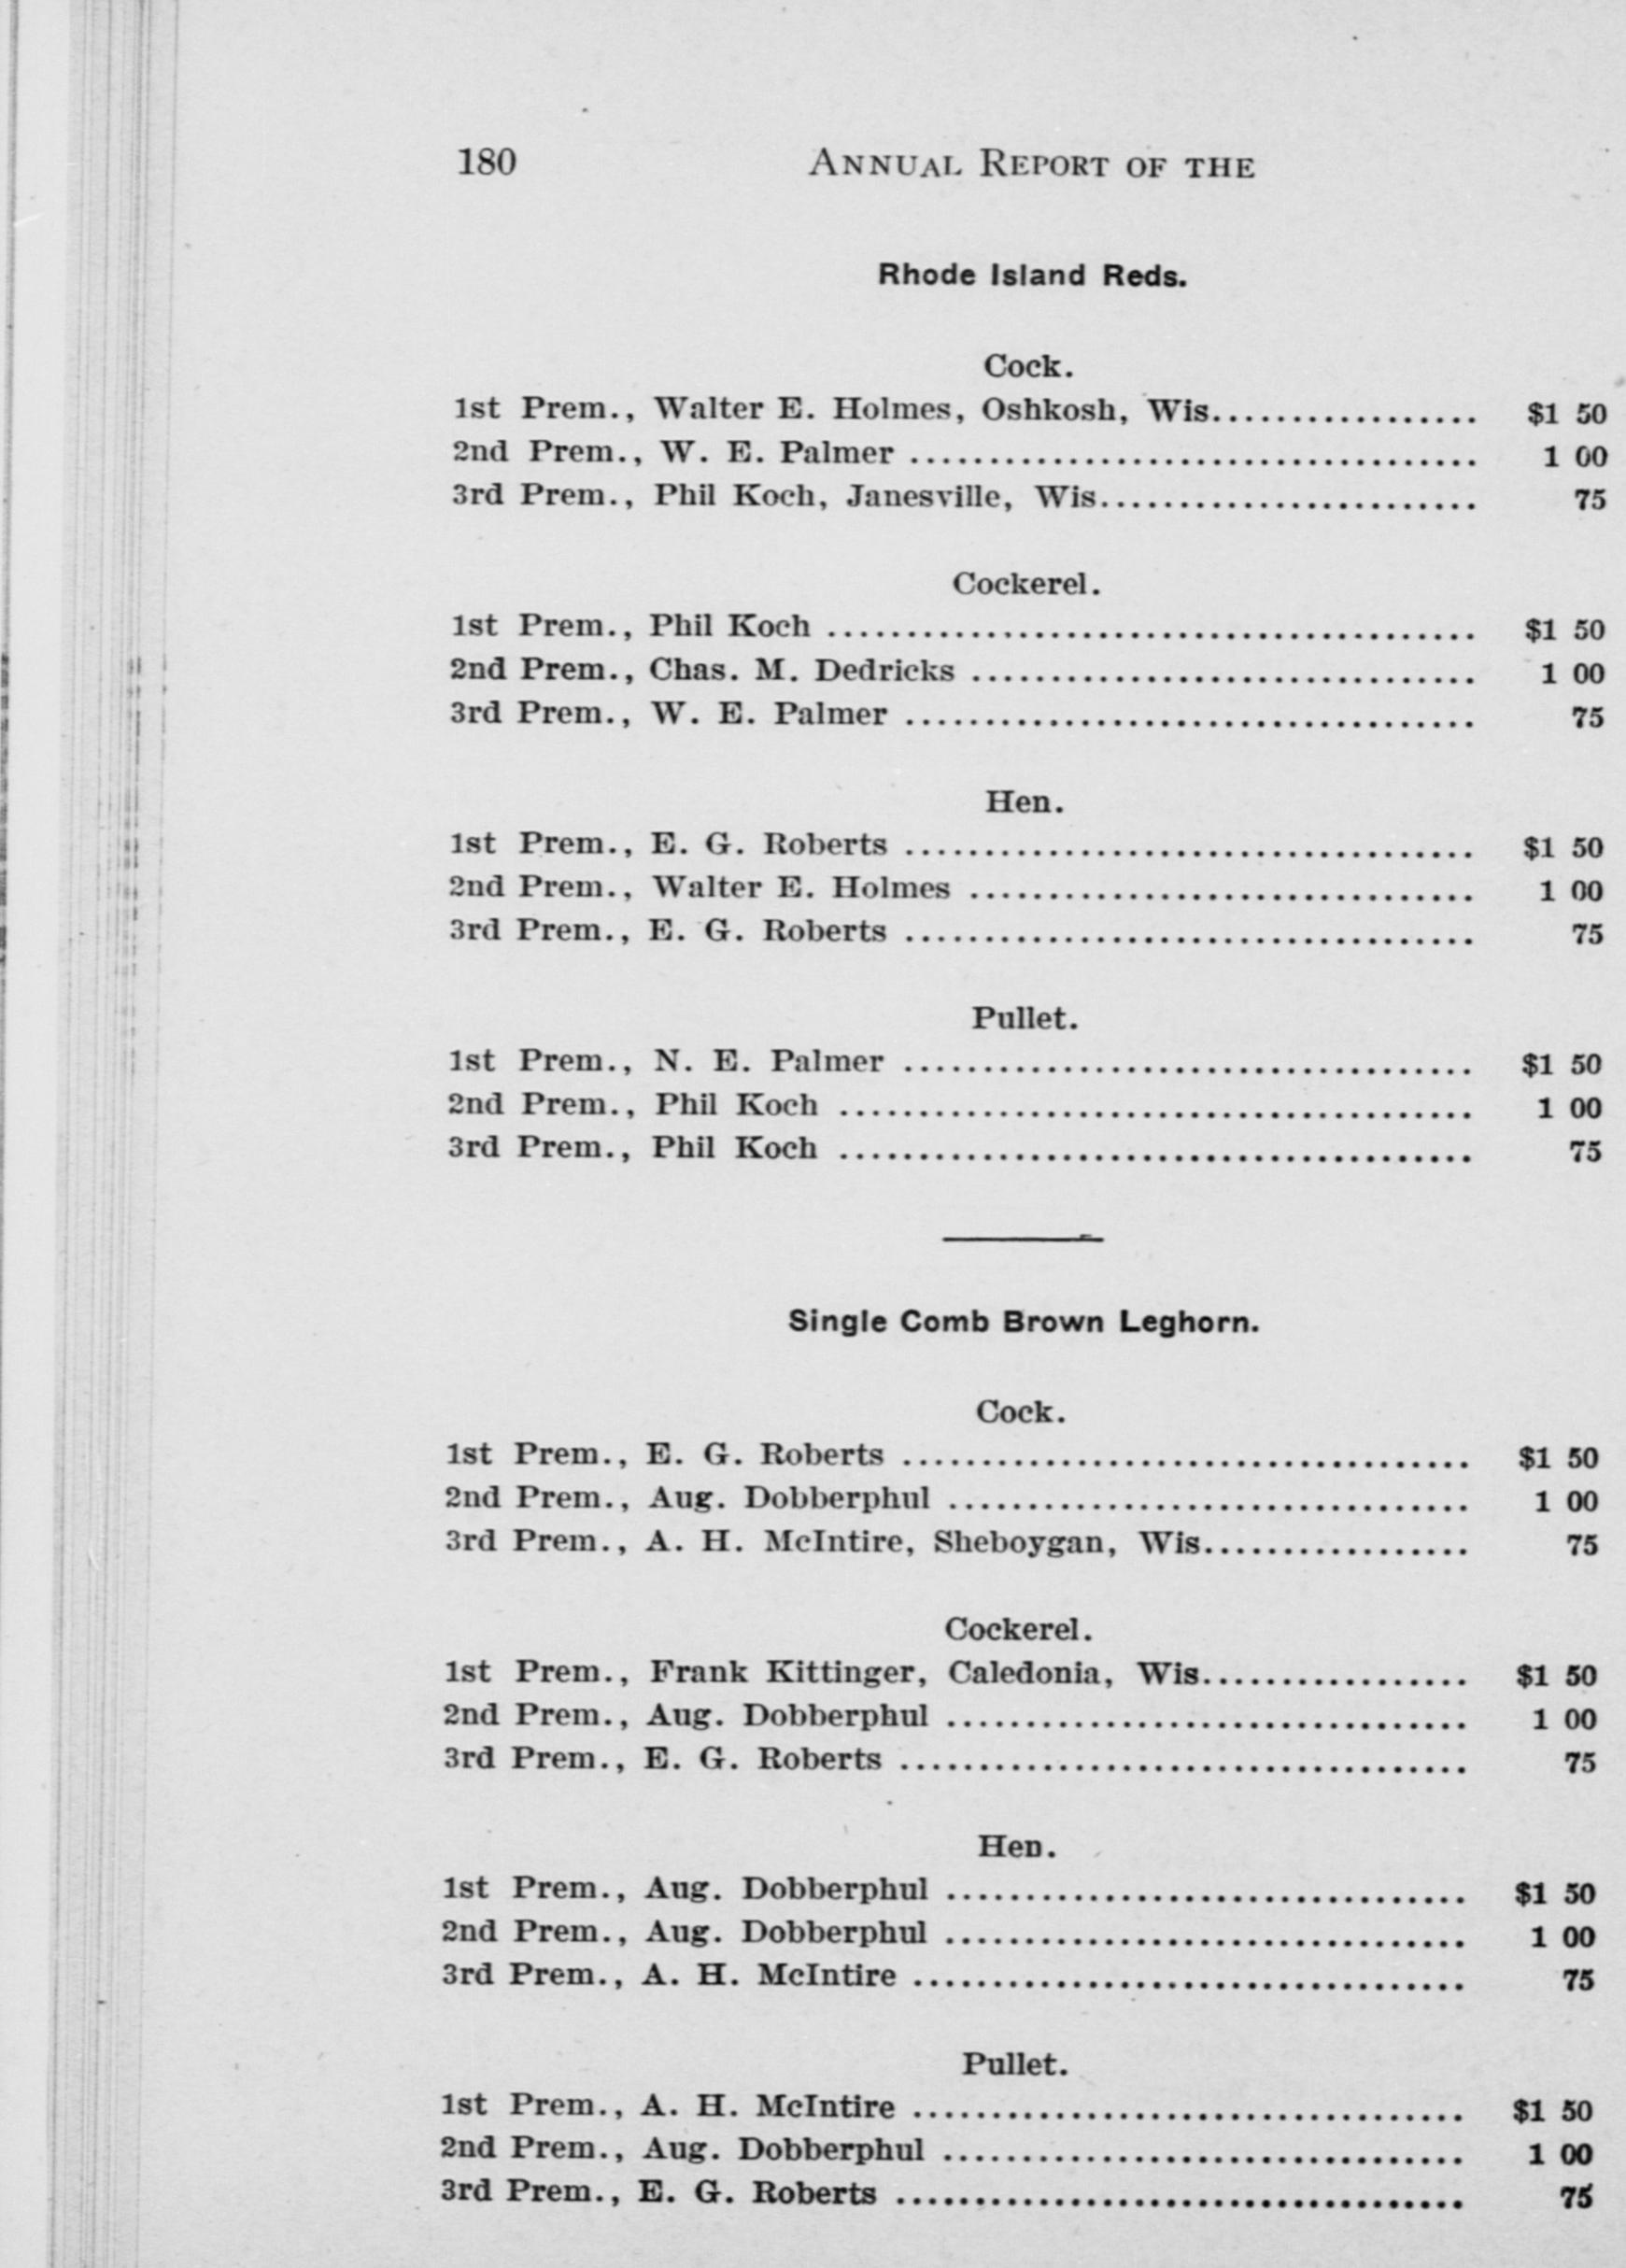 180 ANNUAL REPORT OF THE
Rhode Island Reds.
Cock.
1st Prem., Walter E. Holmes, Oshkosh, Wis................. $1 50
2nd Prem., W. E. Palmer .................................... 1 00
3rd Prem., Phil Koch, Janesville, Wis........................ 75
Cockerel.
1st Prem., Phil Koch ......................................... $1 50
2nd Prem., Chas. M. Dedricks ................................ 1 00
3rd Prem., W. E. Palmer .................................... 75
Hen.
1st Prem., E. G. Roberts .................................... $1 50
2nd Prem., Walter E. Holmes ................................ 1 00
3rd Prem., E. G. Roberts .................................... 75
Pullet.
1st Prem., N. E. Palmer .................................... $1 50
2nd Prem., Phil Koch ........................................ 1 00
3rd Prem., Phil Koch ........................................ 75
Single Comb Brown Leghorn.
Cock.
1st Prem., E. G. Roberts .................................... $1 50
2nd Prem., Aug. Dobberphul ................................. 1 00
3rd Prem., A. H. McIntire, Sheboygan, Wis................. 75
Cockerel.
1st Prem., Frank Kittinger, Caledonia, Wis................. $1 50
2nd Prem., Aug. Dobberphul ................................. 1 00
3rd Prem., E. G. Roberts .................................... 75
Hen.
1st Prem., Aug. Dobberphul ................................. $1 50
2nd Prem., Aug. Dobberphul ................................. 1 00
3rd Prem., A. H. McIntire ................................... 75
Pullet.
1st Prem., A. H. McIntire ................................... $1 50
2nd Prem., Aug. Dobberphul ................................. 1 00
3rd Prem., E. G. Roberts .................................... 75